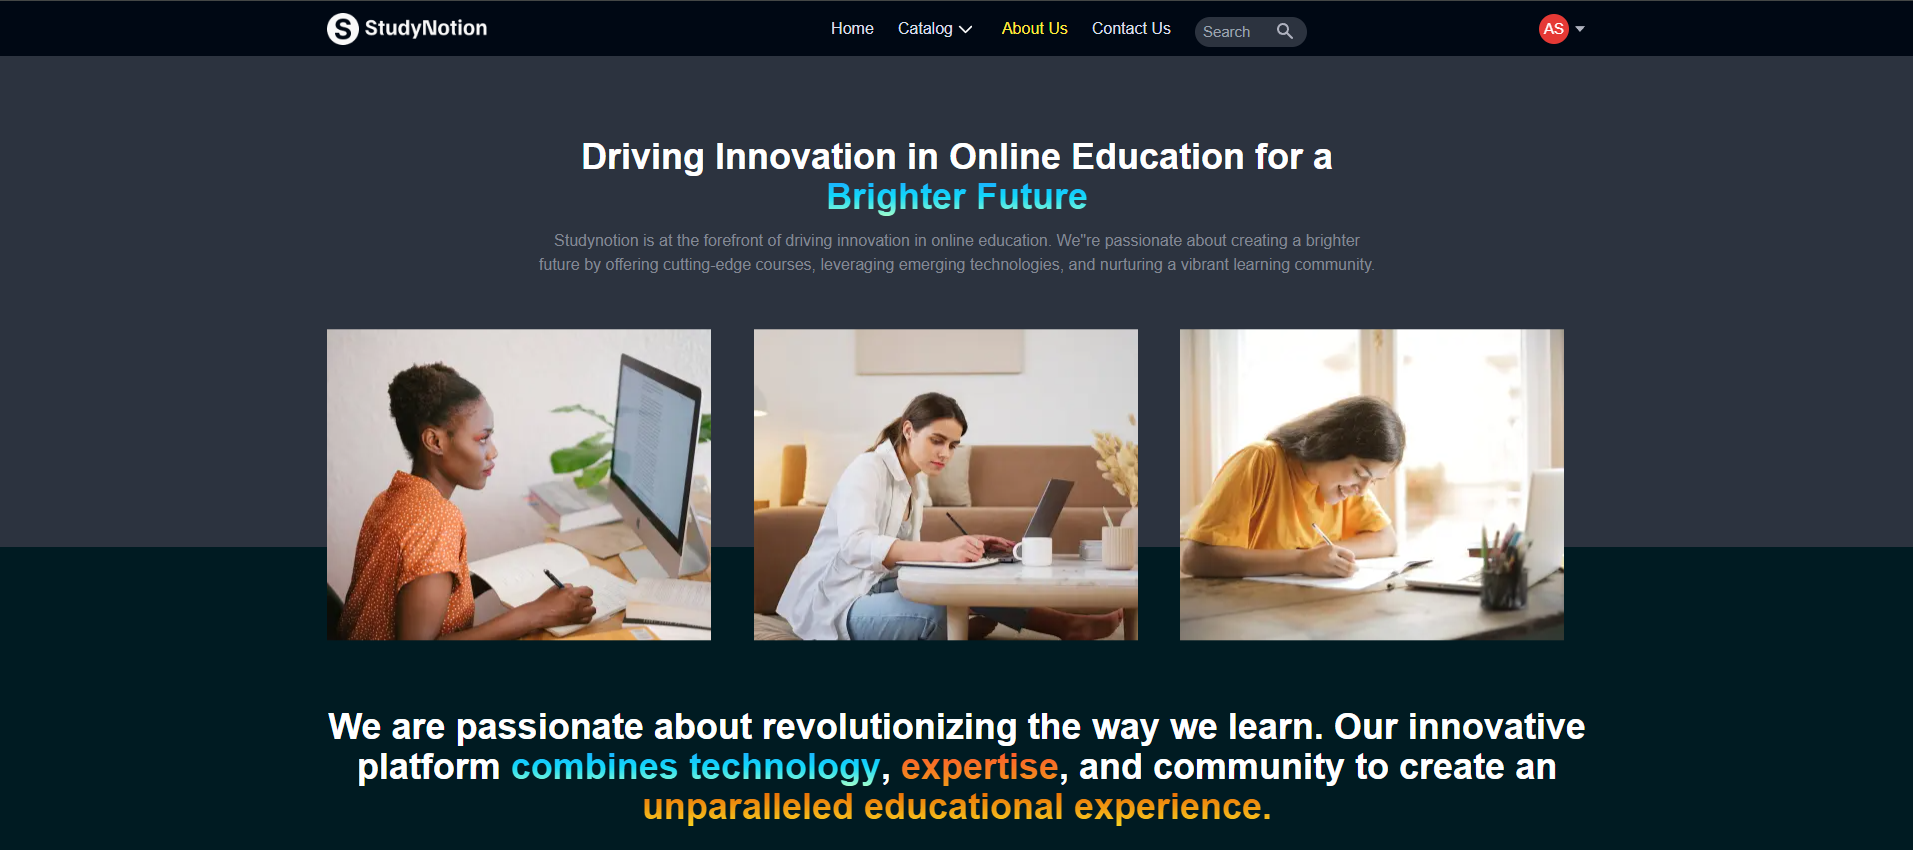 S StudyNotion
Home Catalog About Us Contact Us Search AS
Driving Innovation in Online Education for a
Brighter Future
Studynotion is at the forefront of driving innovation in online education. We"re passionate about creating a brighter
future by offering cutting-edge courses, leveraging emerging technologies, and nurturing a vibrant learning community.
We are passionate about revolutionizing the way we learn. Our innovative
platform combines technology, expertise, and community to create an
unparalleled educational experience.